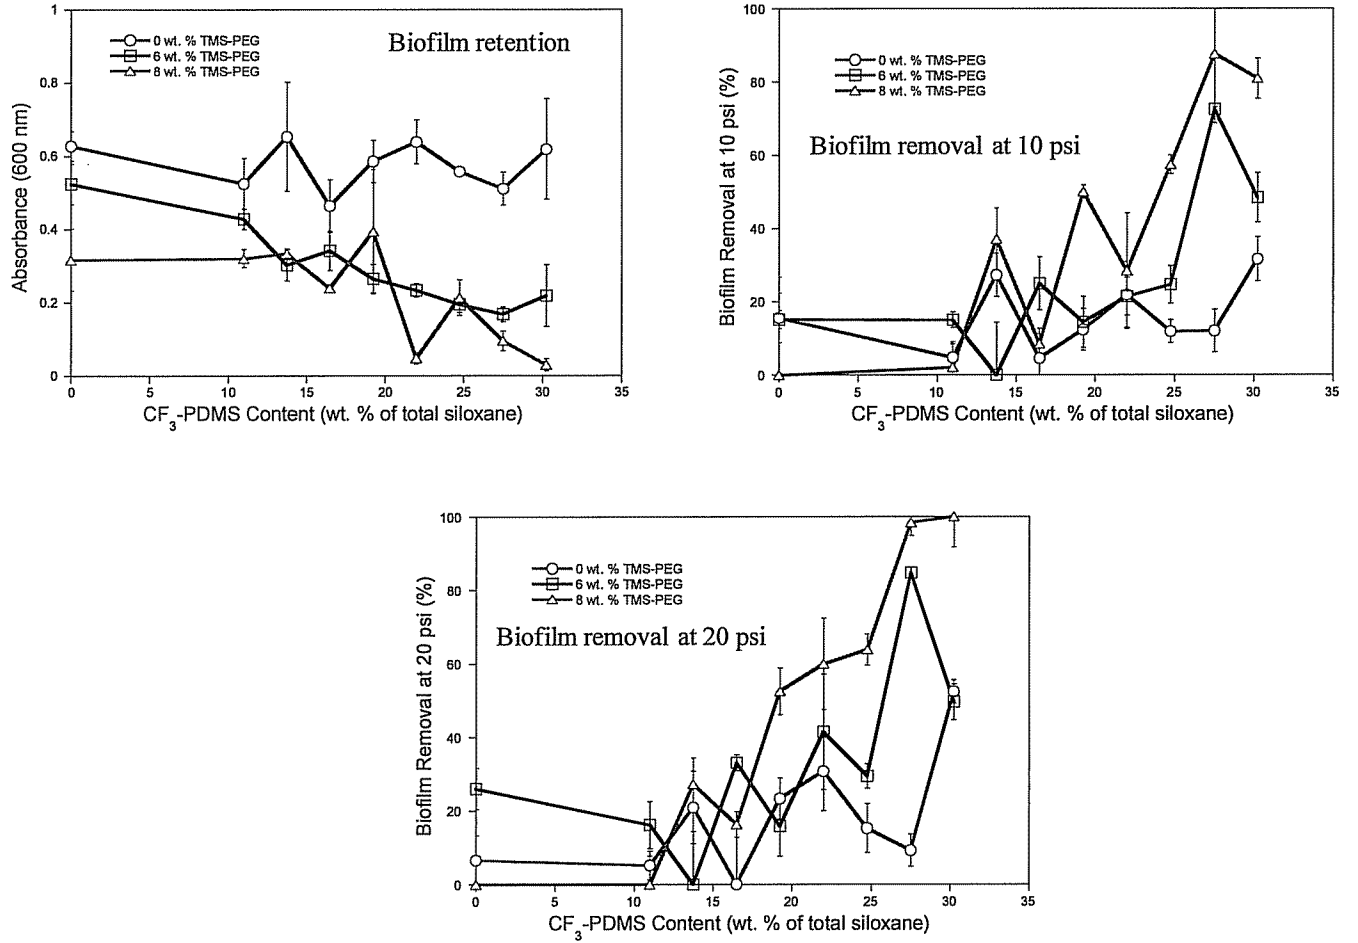 Biofilm retention
0 wt. % TMS-PEG
6 wt. % TMS-PEG
8 wt. % TMS-PEG
Absorbance (600 nm)
1
0.8
0.6
0.4
0.2
0
0 5 10 15 20 25 30 35
CF3-PDMS Content (wt. % of total siloxane)
0 wt. % TMS-PEG
6 wt. % TMS-PEG
8 wt. % TMS-PEG
Biofilm removal at 10 psi
Biofilm Removal at 10 psi (%)
100
80
60
40
20
0
0 5 10 15 20 25 30 35
CF3-PDMS Content (wt. % of total siloxane)
0 wt. % TMS-PEG
6 wt. % TMS-PEG
8 wt. % TMS-PEG
Biofilm removal at 20 psi
Biofilm Removal at 20 psi (%)
100
80
60
40
20
0
0 5 10 15 20 25 30 35
CF3-PDMS Content (wt. % of total siloxane)